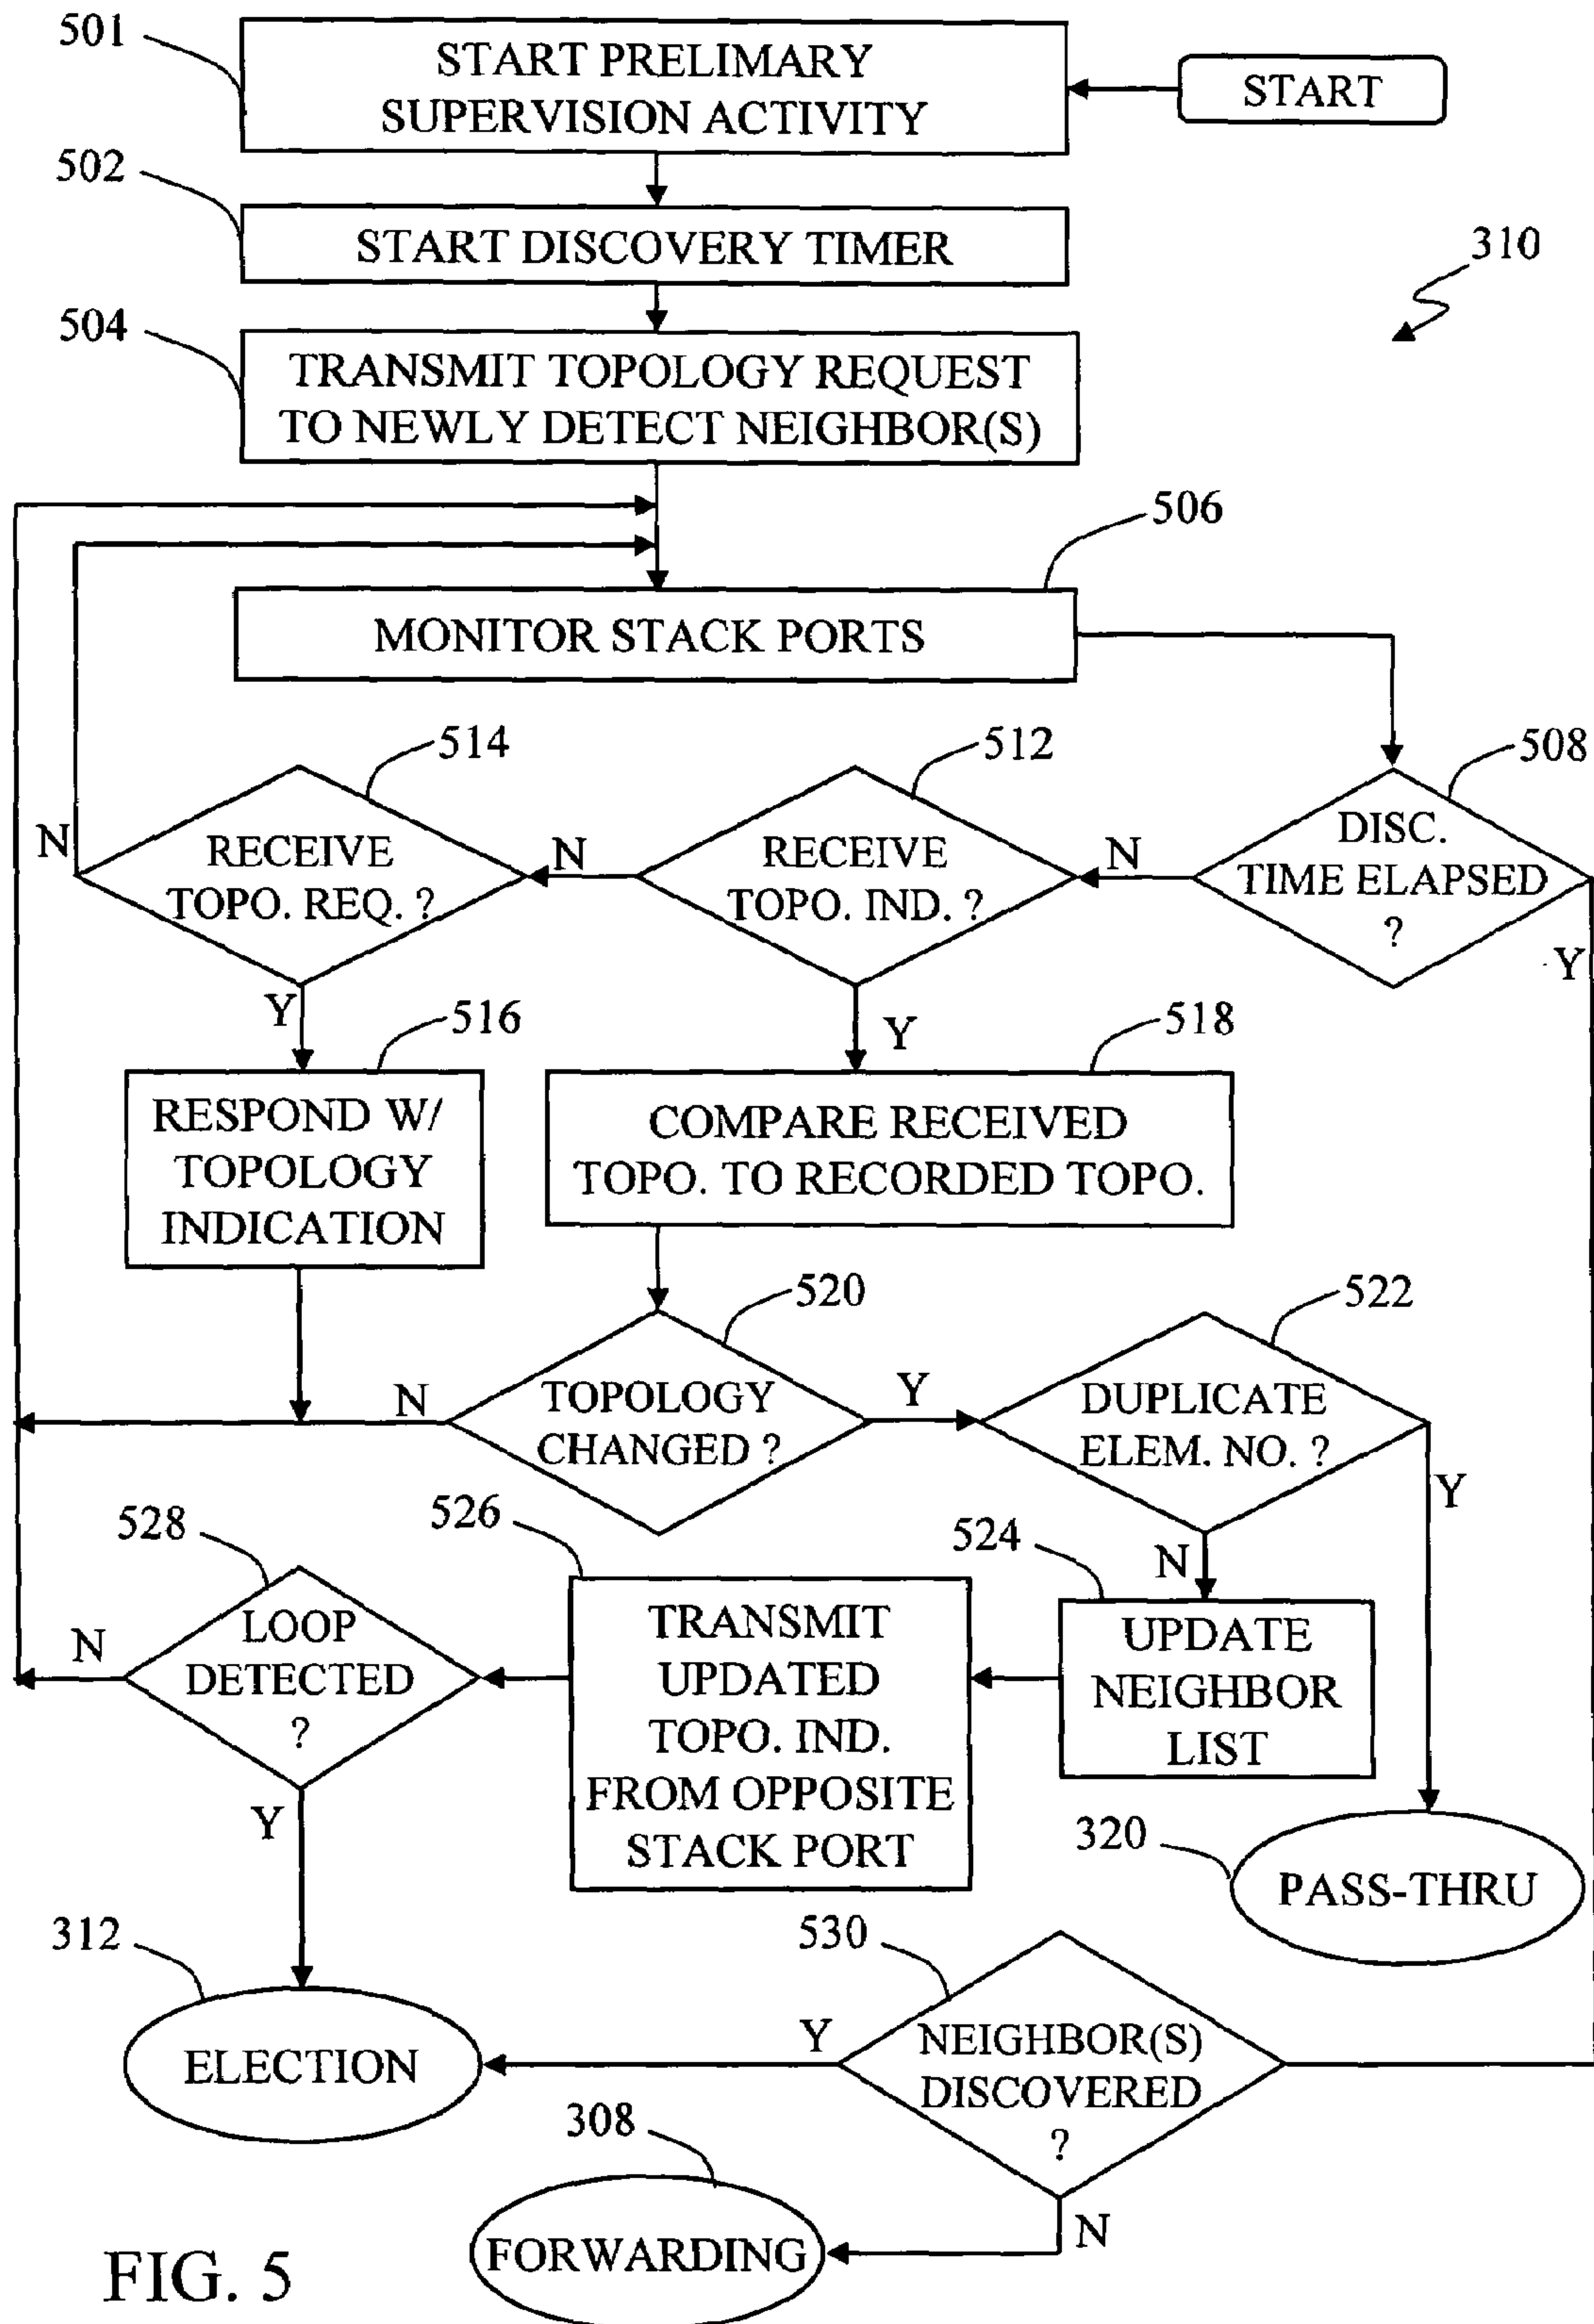 501
START PRELIMARY
SUPERVISION ACTIVITY
START
502
START DISCOVERY TIMER
310
504
TRANSMIT TOPOLOGY REQUEST
TO NEWLY DETECT NEIGHBOR(S)
506
MONITOR STACK PORTS
514
512
508
N
RECEIVE
TOPO. REQ. ?
N
RECEIVE
TOPO. IND. ?
N
DISC.
TIME ELAPSED
?
Y
Y
516
Y
518
RESPOND W/
TOPOLOGY
INDICATION
COMPARE RECEIVED
TOPO. TO RECORDED TOPO.
520
522
N
TOPOLOGY
CHANGED ?
Y
DUPLICATE
ELEM. NO. ?
Y
528
526
524
N
N
LOOP
DETECTED
?
TRANSMIT
UPDATED
TOPO. IND.
FROM OPPOSITE
STACK PORT
UPDATE
NEIGHBOR
LIST
Y
320
PASS-THRU
312
530
ELECTION
Y
NEIGHBOR(S)
DISCOVERED
?
308
N
FORWARDING
FIG. 5